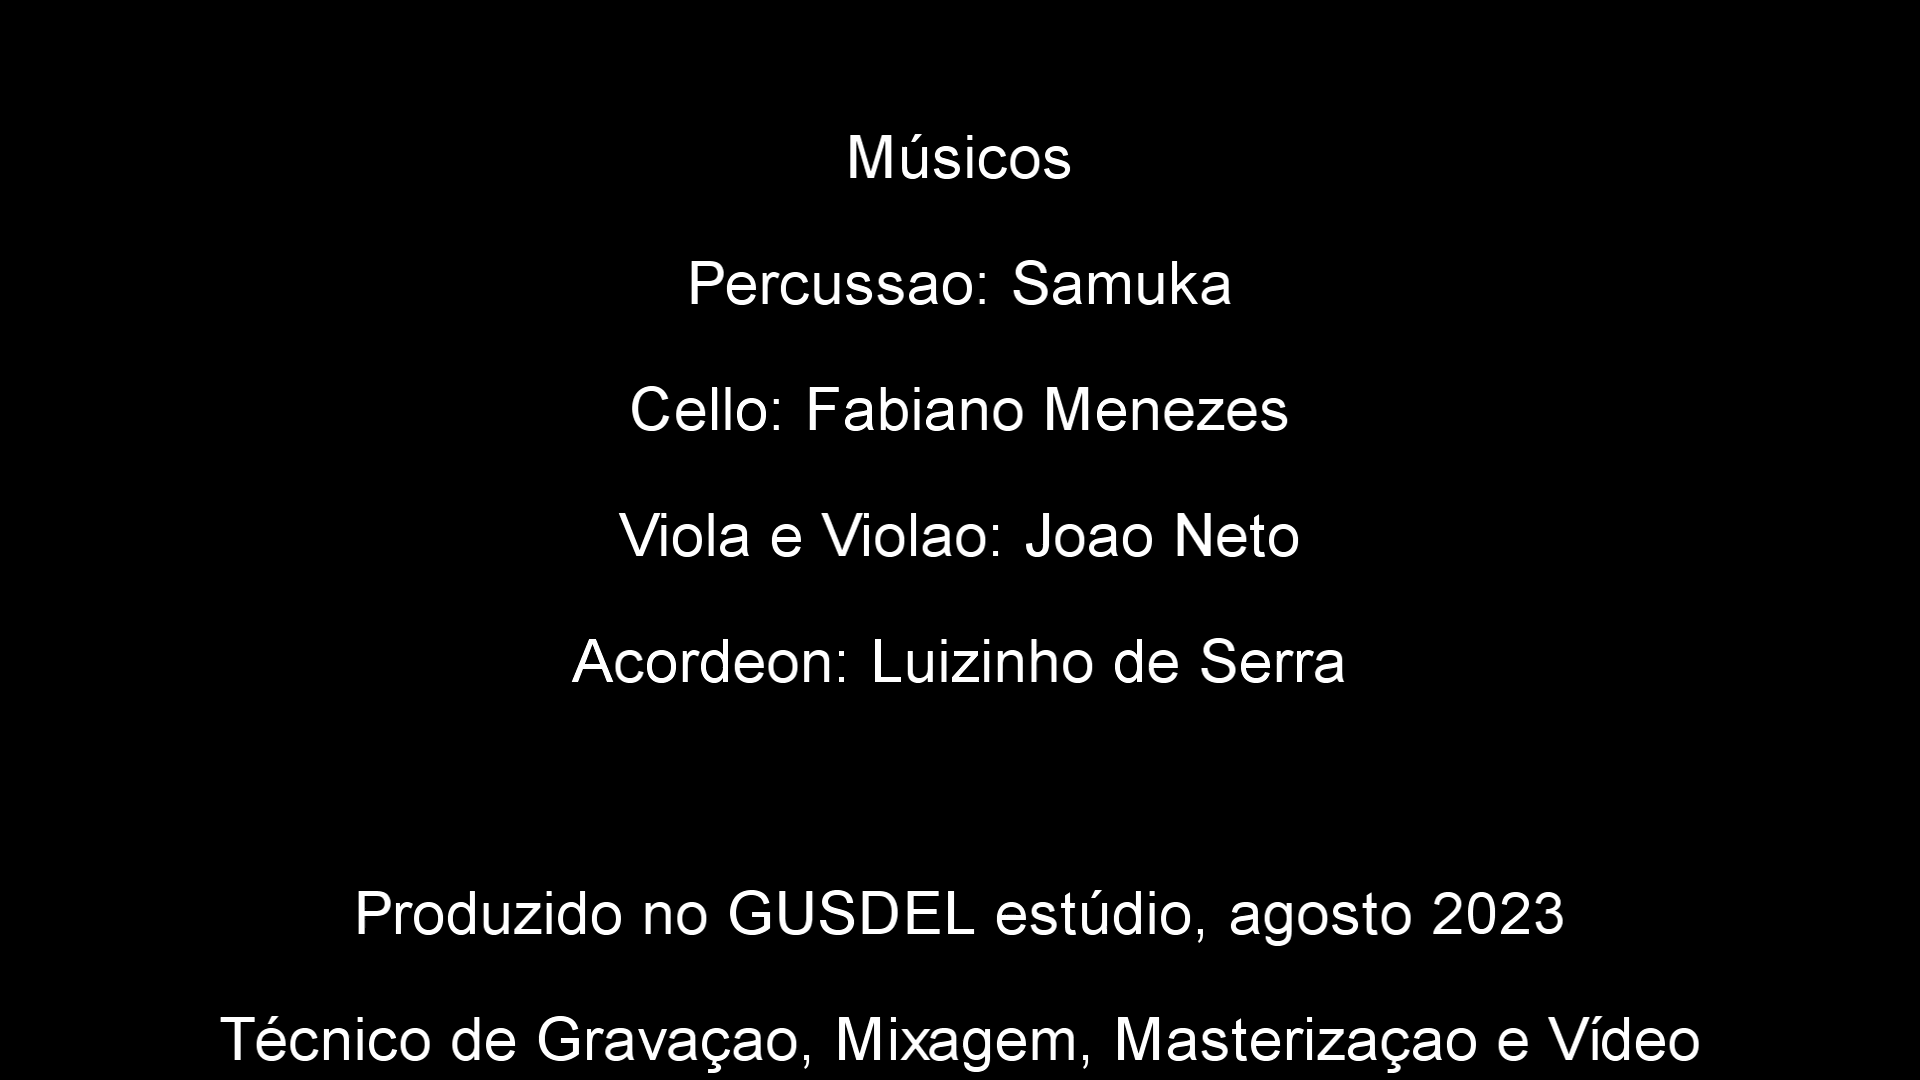 Músicos
Percussao: Samuka
Cello: Fabiano Menezes
Viola e Violao: Joao Neto
Acordeon: Luizinho de Serra
Produzido no GUSDEL estúdio, agosto 2023
Técnico de Gravaçao, Mixagem, Masterizaçao e Vídeo